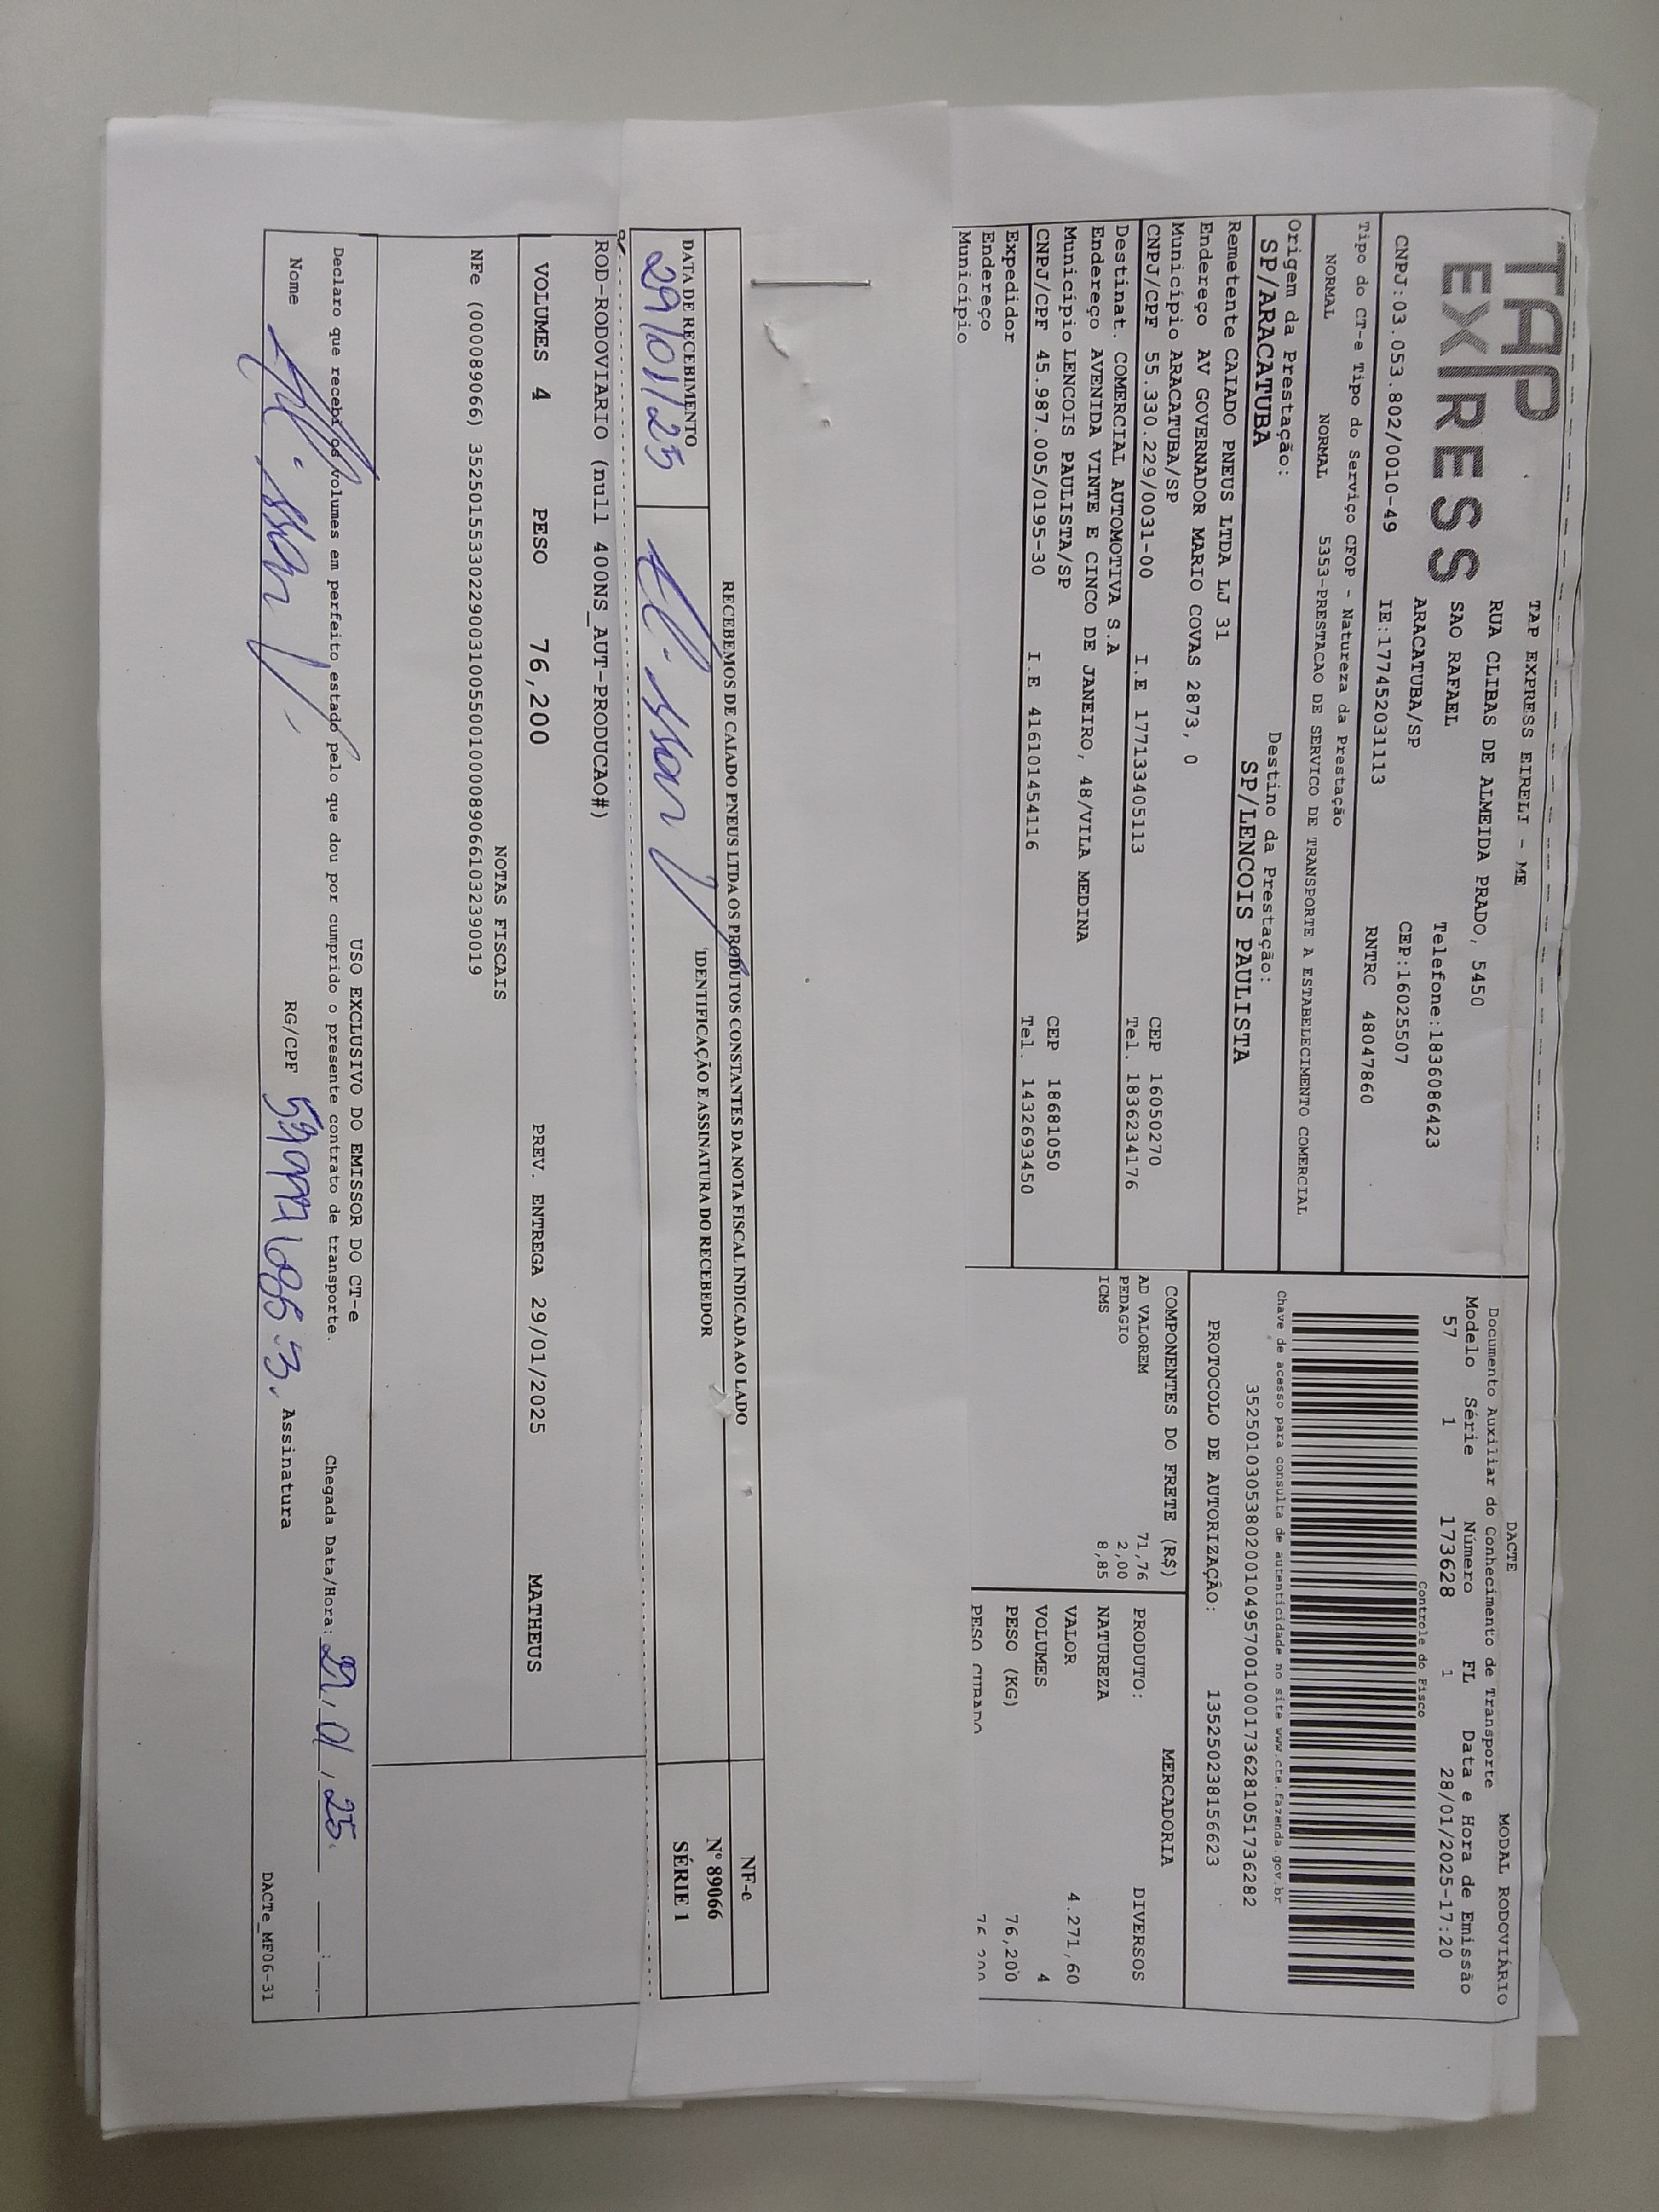 TAP
EXPRESS
TAP EXPRESS EIRELI - ME
RUA CLIBAS DE ALMEIDA PRADO, 5450
SAO RAFAEL
Telefone:1836086423
ARACATUBA/SP
CEP:16025507
CNPJ:03.053.802/0010-49
IE:177452031113
RNTRC 48047860
Tipo do CT-e Tipo do Serviço CFOP - Natureza da Prestação
NORMAL NORMAL 5353-PRESTACAO DE SERVICO DE TRANSPORTE A ESTABELECIMENTO COMERCIAL
Origem da Prestação: Destino da Prestação:
SP/ARACATUBA SP/LENCOIS PAULISTA
Remetente CAIADO PNEUS LTDA LJ 31
Endereço AV GOVERNADOR MARIO COVAS 2873, 0
Município ARACATUBA/SP CEP 16050270
CNPJ/CPF 55.330.229/0031-00 I.E 177133405113 Tel. 1836234176
Destinat. COMERCIAL AUTOMOTIVA S.A
Endereço AVENIDA VINTE E CINCO DE JANEIRO, 48/VILA MEDINA
Município LENCOIS PAULISTA/SP CEP 18681050
CNPJ/CPF 45.987.005/0195-30 I.E 416101454116 Tel. 1432693450
Expedidor
Endereço
Município
DACTE MODAL RODOVIÁRIO
Documento Auxiliar do Conhecimento de Transporte
Modelo Série Número FL Data e Hora de Emissão
57 1 173628 1 28/01/2025-17:20
Controle do Fisco
Chave de acesso para consulta de autenticidade no site www.cte.fazenda.gov.br
35250103053802001049570010001736281051736282
PROTOCOLO DE AUTORIZAÇÃO: 135250238156623
COMPONENTES DO FRETE (R$)
AD VALOREM 71,76
PEDAGIO 2,00
ICMS 8,85
MERCADORIA
PRODUTO: DIVERSOS
NATUREZA
VALOR 4.271,60
VOLUMES 4
PESO (KG) 76,200
PESO CUBADO 76,200
RECEBEMOS DE CAIADO PNEUS LTDA OS PRODUTOS CONSTANTES DA NOTA FISCAL INDICADA AO LADO
DATA DE RECEBIMENTO IDENTIFICAÇÃO E ASSINATURA DO RECEBEDOR
29/01/25
NF-e
Nº 89066
SÉRIE 1
ROD-RODOVIARIO (null 400NS_AUT-PRODUCAO#)
VOLUMES 4 PESO 76,200 PREV. ENTREGA 29/01/2025 MATHEUS
NOTAS FISCAIS
NFe (000089066) 35250155330229003100550010000890661032390019
USO EXCLUSIVO DO EMISSOR DO CT-e
Declaro que recebi os volumes em perfeito estado pelo que dou por cumprido o presente contrato de transporte. Chegada Data/Hora: 29/01/25
Nome RG/CPF Assinatura
DACTe_MF06-31